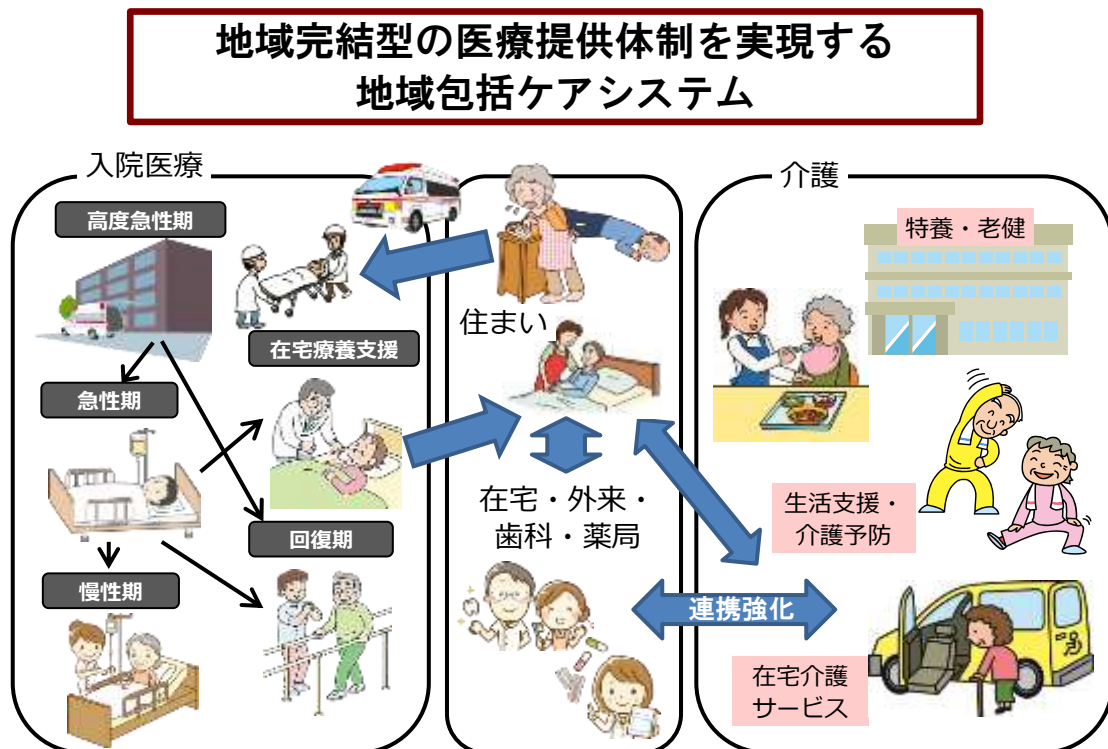 地域完結型の医療提供体制を実現する
地域包括ケアシステム
入院医療
高度急性期
在宅療養支援
急性期
回復期
慢性期
住まい
在宅・外来・
歯科・薬局
連携強化
介護
特養・老健
生活支援・
介護予防
在宅介護
サービス